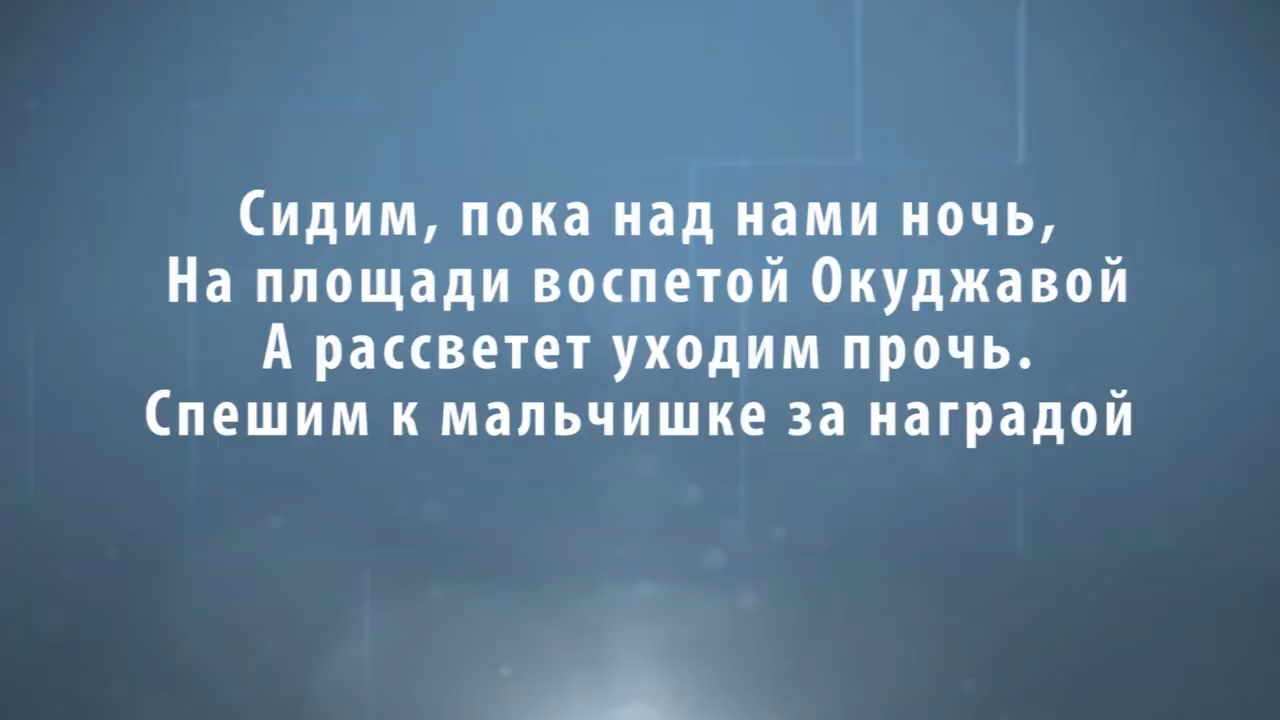 Сидим, пока над нами ночь,
На площади воспетой Окуджавой
А рассветет уходим прочь.
Спешим к мальчишке за наградой